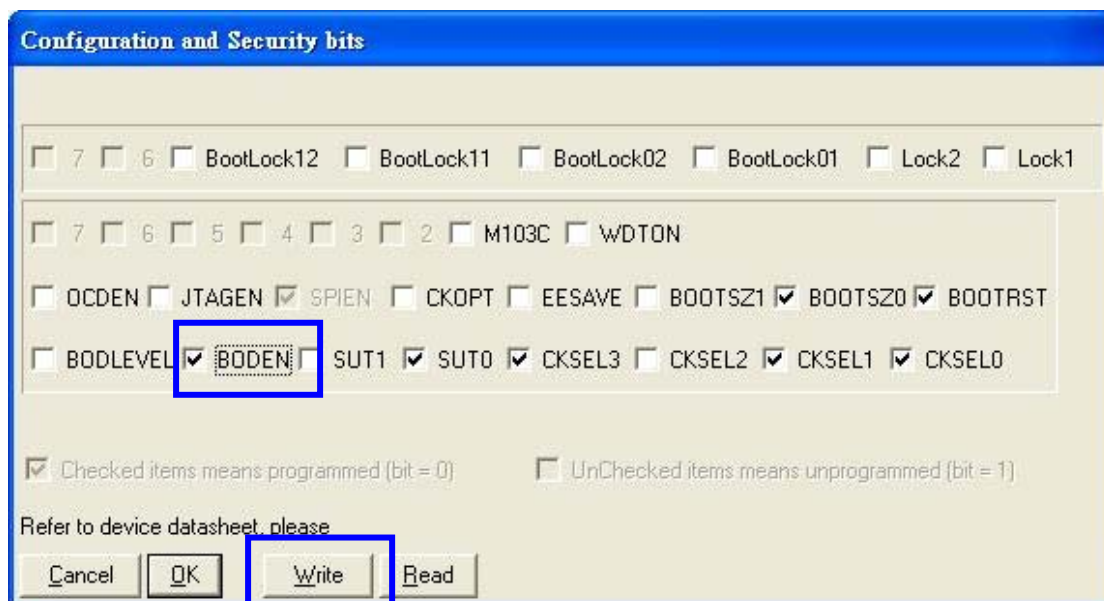 Configuration and Security bits
7 6 BootLock12 BootLock11 BootLock02 BootLock01 Lock2 Lock1
7 6 5 4 3 2 M103C WDTON
OCDEN JTAGEN SPIEN CKOPT EESAVE BOOTSZ1 BOOTSZ0 BOOTRST
BODLEVEL BODEN SUT1 SUT0 CKSEL3 CKSEL2 CKSEL1 CKSEL0
Checked items means programmed (bit = 0) UnChecked items means unprogrammed (bit = 1)
Refer to device datasheet, please
Cancel OK Write Read